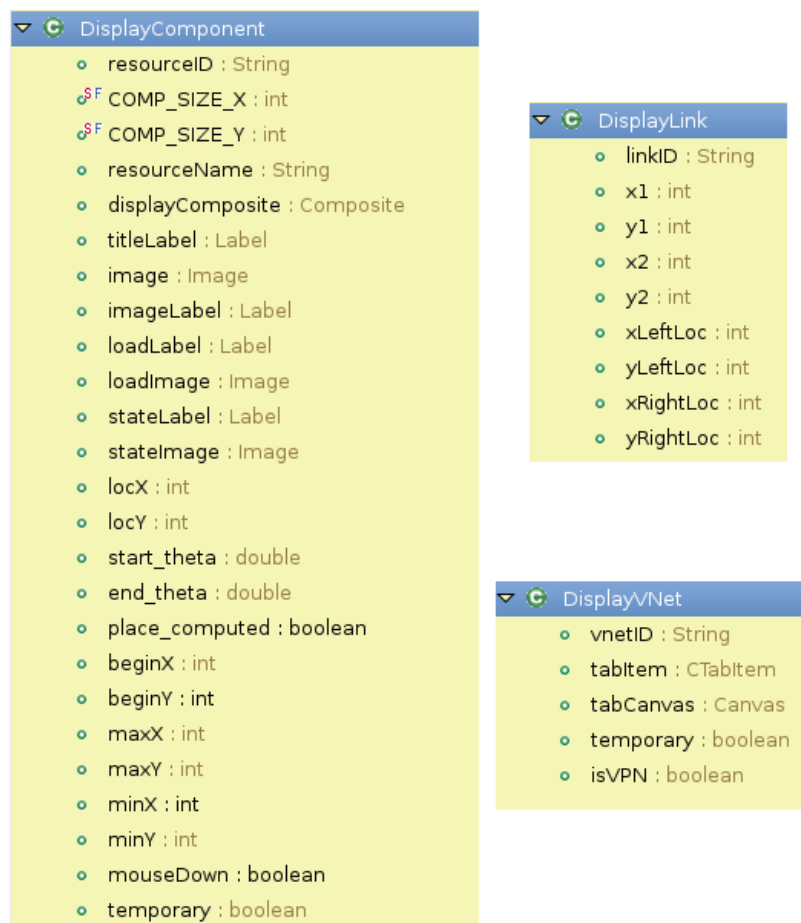 DisplayComponent
resourceID : String
S F COMP_SIZE_X : int
S F COMP_SIZE_Y : int
resourceName : String
displayComposite : Composite
titleLabel : Label
image : Image
imageLabel : Label
loadLabel : Label
loadImage : Image
stateLabel : Label
stateImage : Image
locX : int
locY : int
start_theta : double
end_theta : double
place_computed : boolean
beginX : int
beginY : int
maxX : int
maxY : int
minX : int
minY : int
mouseDown : boolean
temporary : boolean
DisplayLink
linkID : String
x1 : int
y1 : int
x2 : int
y2 : int
xLeftLoc : int
yLeftLoc : int
xRightLoc : int
yRightLoc : int
DisplayVNet
vnetID : String
tabItem : CTabItem
tabCanvas : Canvas
temporary : boolean
isVPN : boolean